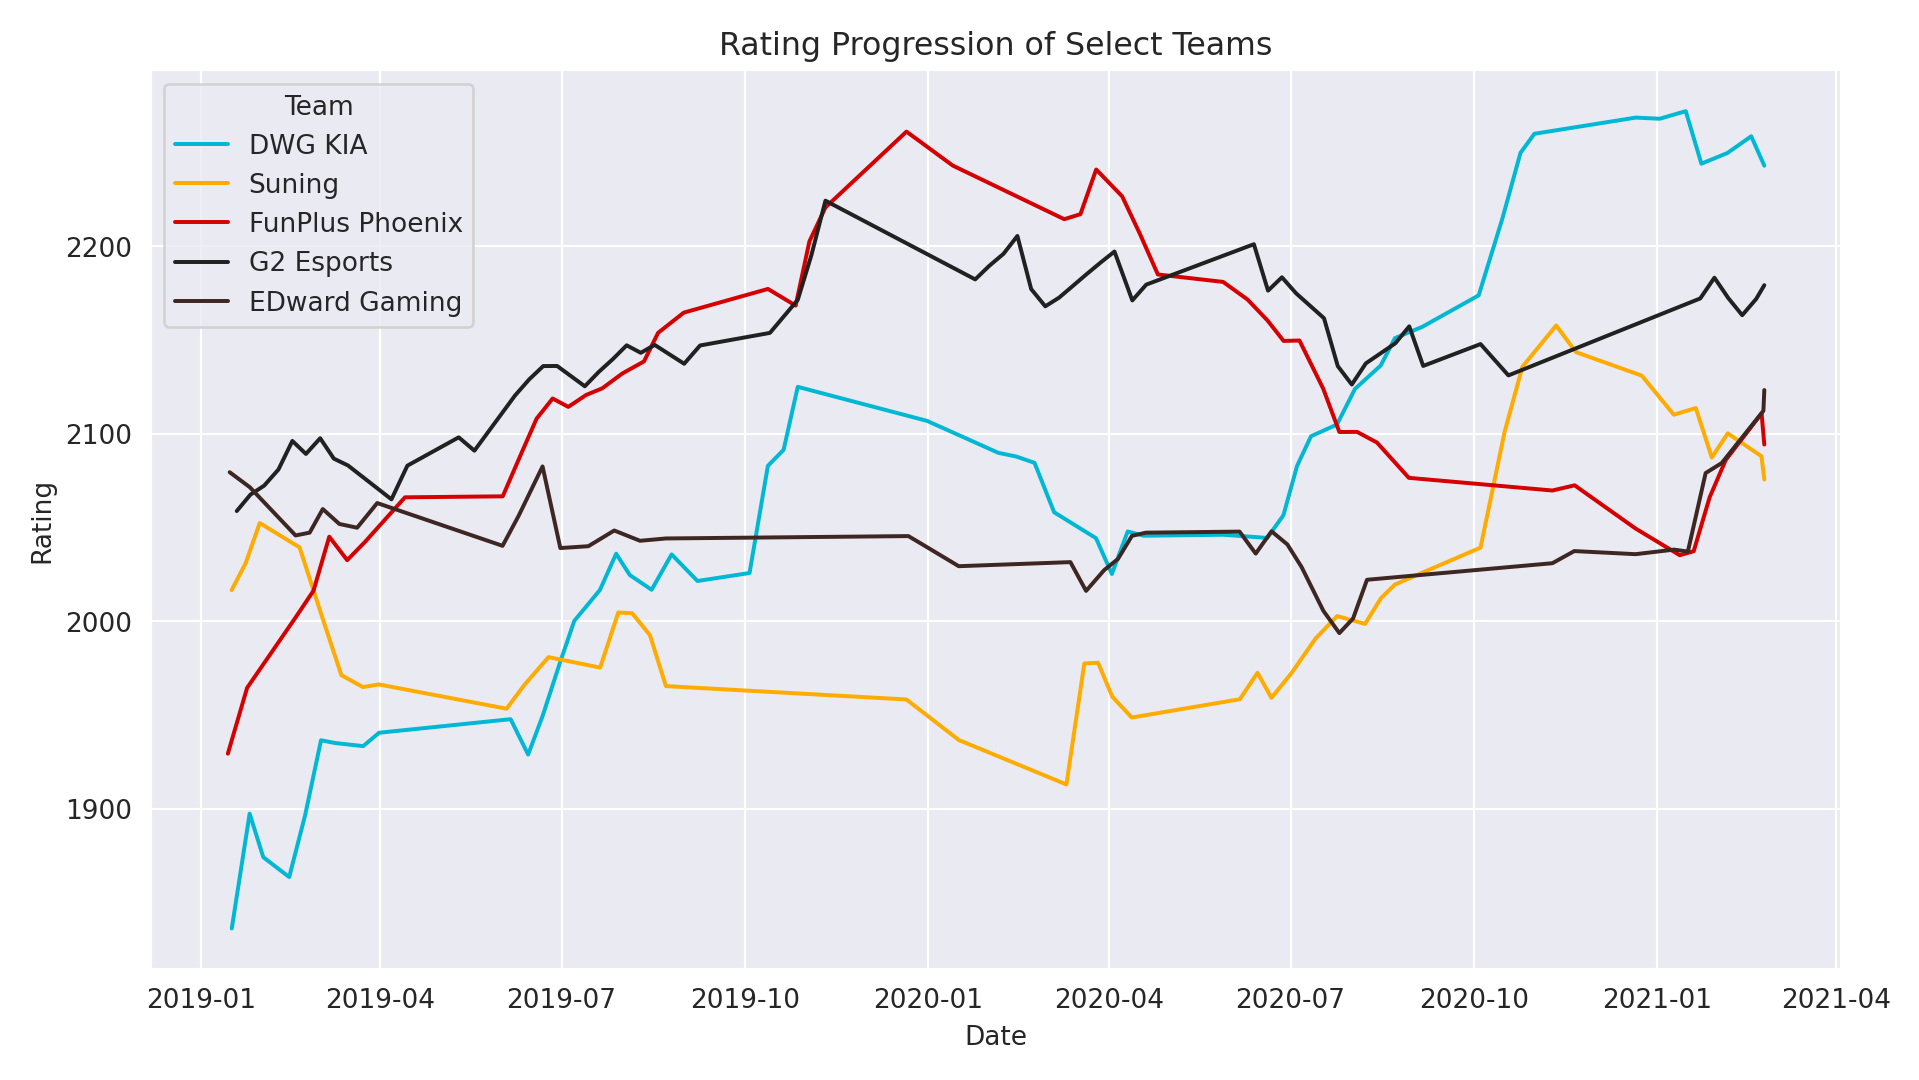 Rating Progression of Select Teams
Team
DWG KIA
Suning
FunPlus Phoenix
G2 Esports
EDward Gaming
2200
2100
2000
1900
Rating
2019-01 2019-04 2019-07 2019-10 2020-01 2020-04 2020-07 2020-10 2021-01 2021-04
Date